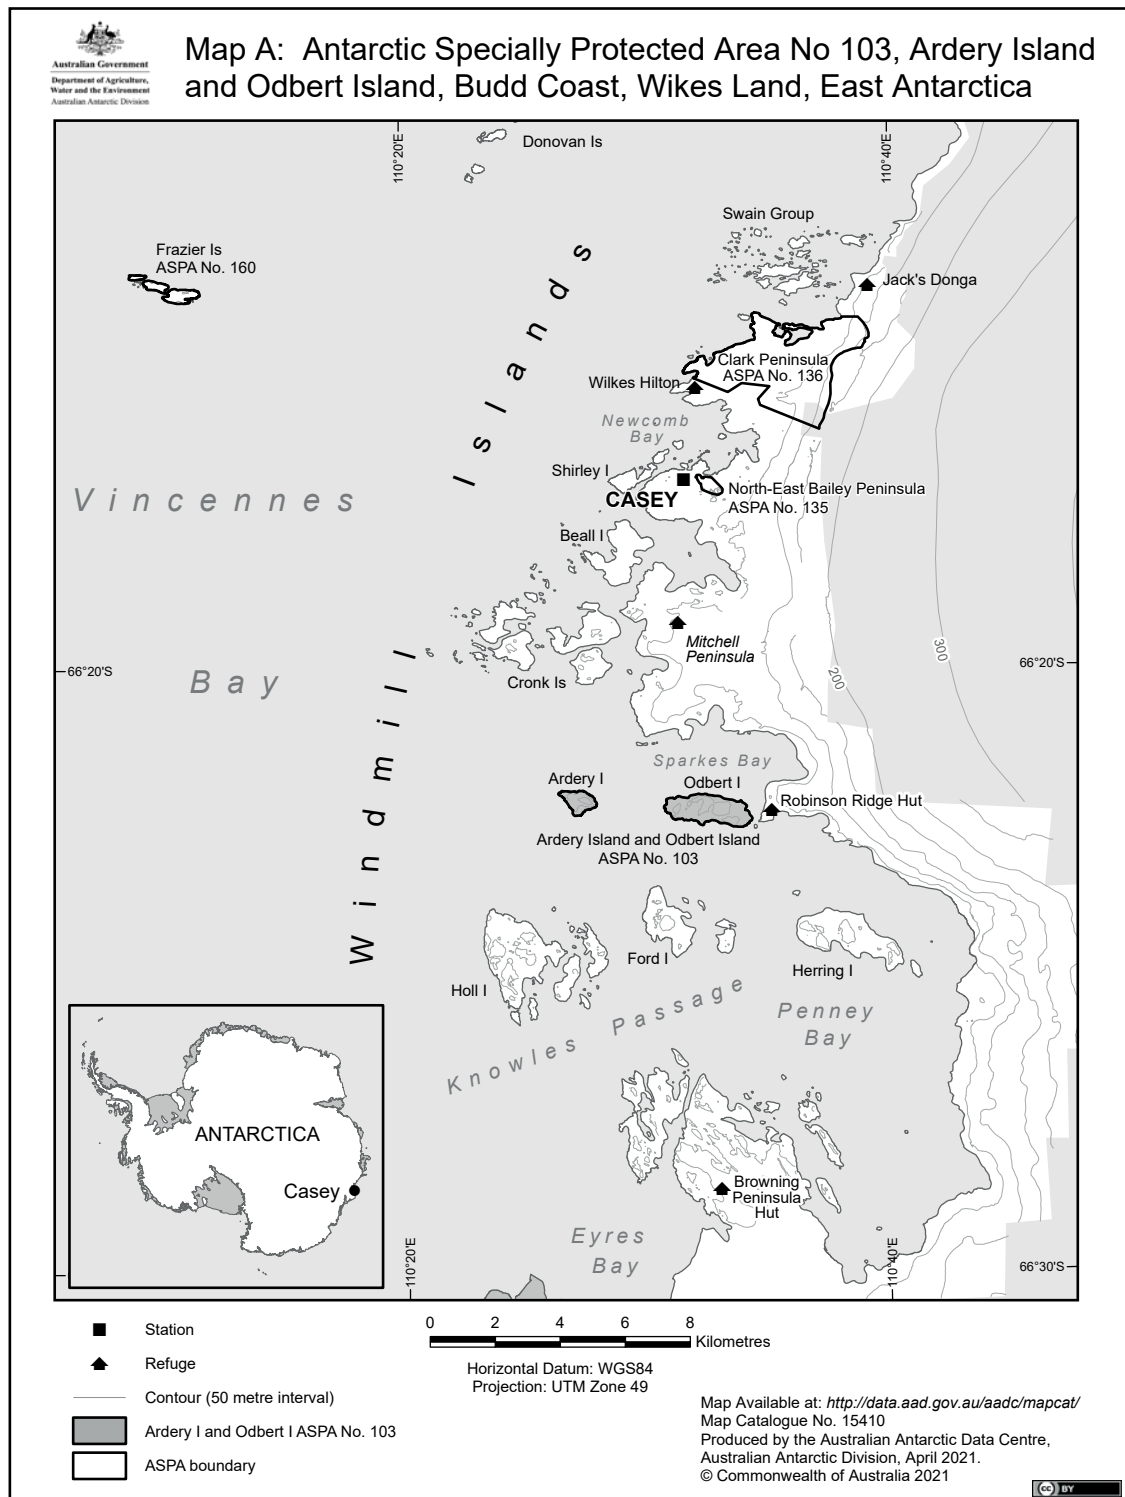 Australian Government
Department of Agriculture,
Water and the Environment
Australian Antarctic Division
Map A:  Antarctic Specially Protected Area No 103, Ardery Island
and Odbert Island, Budd Coast, Wikes Land, East Antarctica
110°20'E
110°40'E
Donovan Is
Swain Group
Frazier Is
ASPA No. 160
Jack's Donga
Clark Peninsula
ASPA No. 136
Wilkes Hilton
Newcomb
Bay
Shirley I
CASEY
North-East Bailey Peninsula
ASPA No. 135
Vincennes
Bay
Windmill Islands
Beall I
Mitchell
Peninsula
300
200
66°20'S
66°20'S
Cronk Is
Sparkes Bay
Ardery I
Odbert I
Robinson Ridge Hut
Ardery Island and Odbert Island
ASPA No. 103
Ford I
Holl I
Herring I
Knowles Passage
Penney
Bay
ANTARCTICA
Casey
Browning
Peninsula
Hut
Eyres
Bay
110°20'E
110°40'E
66°30'S
Station
Refuge
Contour (50 metre interval)
Ardery I and Odbert I ASPA No. 103
ASPA boundary
0 2 4 6 8
Kilometres
Horizontal Datum: WGS84
Projection: UTM Zone 49
Map Available at: http://data.aad.gov.au/aadc/mapcat/
Map Catalogue No. 15410
Produced by the Australian Antarctic Data Centre,
Australian Antarctic Division, April 2021.
© Commonwealth of Australia 2021
cc BY